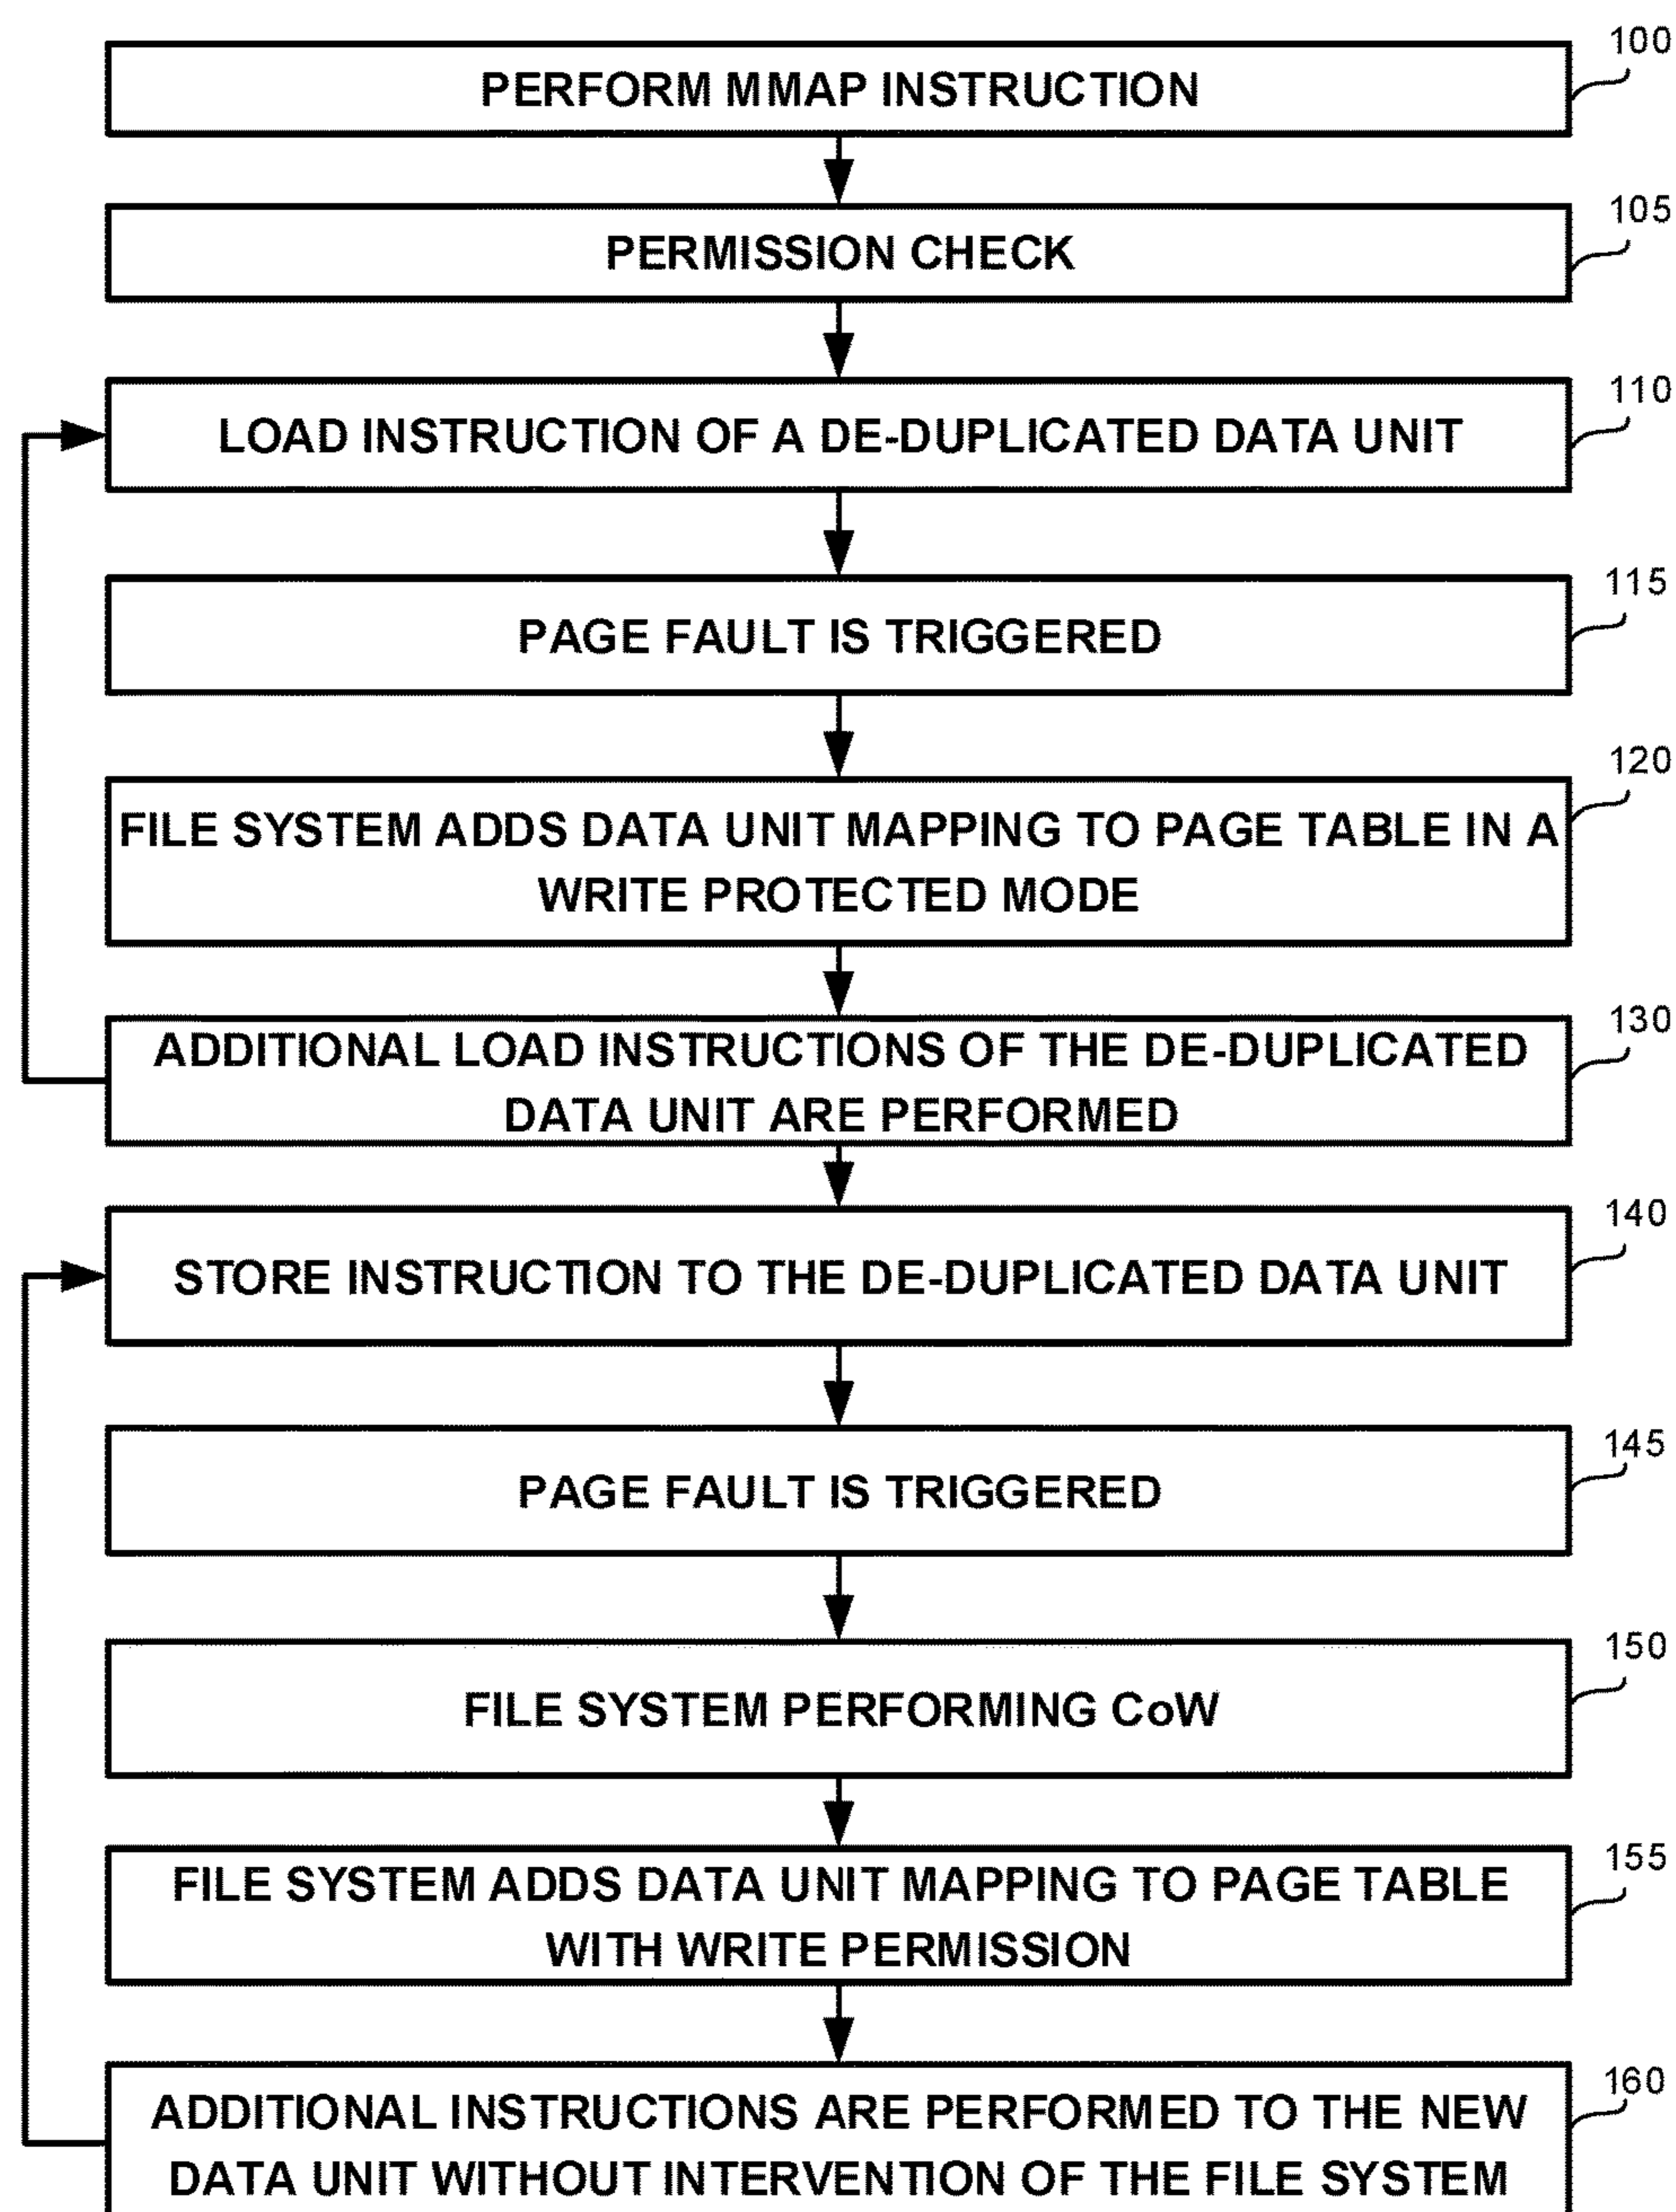 100
PERFORM MMAP INSTRUCTION
105
PERMISSION CHECK
110
LOAD INSTRUCTION OF A DE-DUPLICATED DATA UNIT
115
PAGE FAULT IS TRIGGERED
120
FILE SYSTEM ADDS DATA UNIT MAPPING TO PAGE TABLE IN A
WRITE PROTECTED MODE
130
ADDITIONAL LOAD INSTRUCTIONS OF THE DE-DUPLICATED
DATA UNIT ARE PERFORMED
140
STORE INSTRUCTION TO THE DE-DUPLICATED DATA UNIT
145
PAGE FAULT IS TRIGGERED
150
FILE SYSTEM PERFORMING CoW
155
FILE SYSTEM ADDS DATA UNIT MAPPING TO PAGE TABLE
WITH WRITE PERMISSION
160
ADDITIONAL INSTRUCTIONS ARE PERFORMED TO THE NEW
DATA UNIT WITHOUT INTERVENTION OF THE FILE SYSTEM